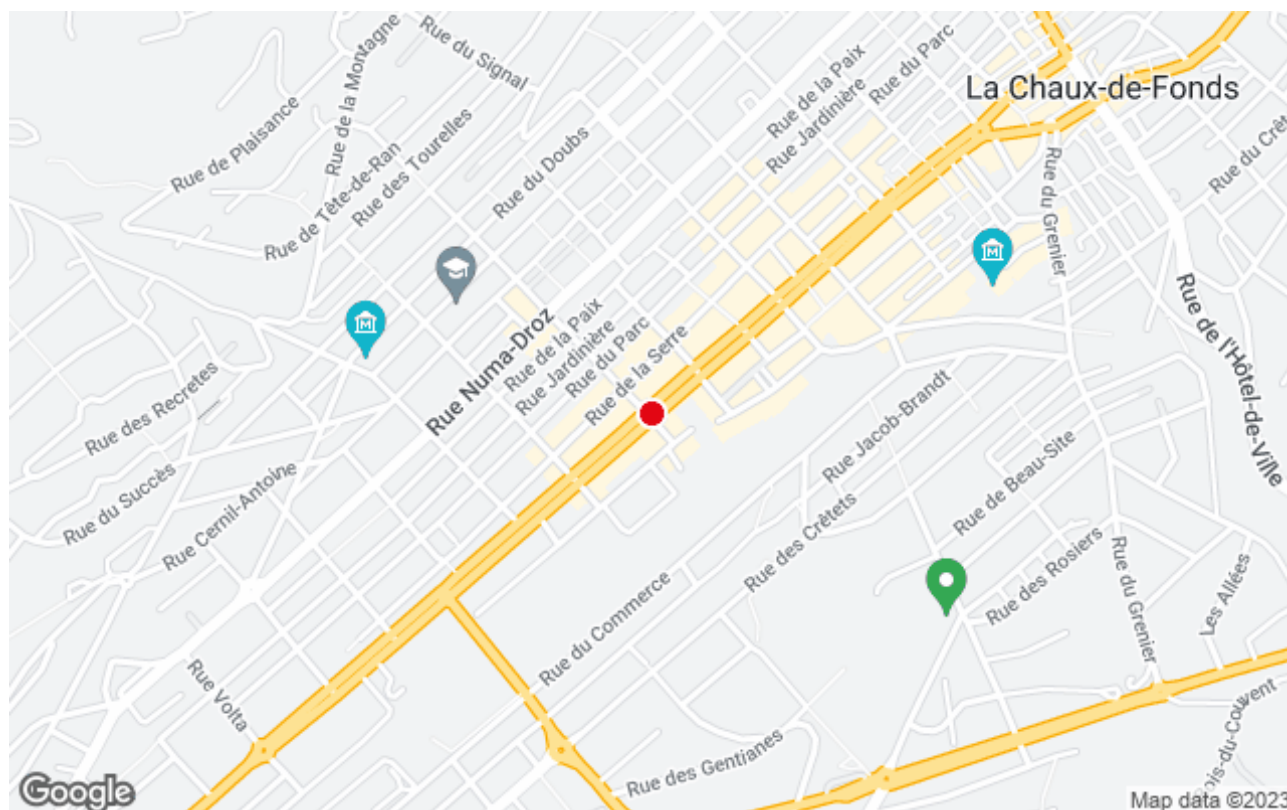 Rue de la Montagne
Rue du Signal
Rue de la Paix
Rue du Parc
La Chaux-de-Fonds
Rue de Plaisance
Rue Jardinière
Rue des Tourelles
Rue de Tête-de-Ran
Rue du Doubs
Rue du Grenier
Rue du Crêt
Rue de l'Hôtel-de-Ville
Rue Numa-Droz
Rue de la Paix
Rue Jardinière
Rue du Parc
Rue de la Serre
Rue des Recretes
Rue Jacob-Brandt
Rue de Beau-Site
Rue du Succès
Rue Cernil-Antoine
Rue des Crêtets
Rue des Rosiers
Rue du Grenier
Les Allées
Rue du Commerce
Rue Volta
Rue des Gentianes
Bois-du-Couvent
Google
Map data ©2023